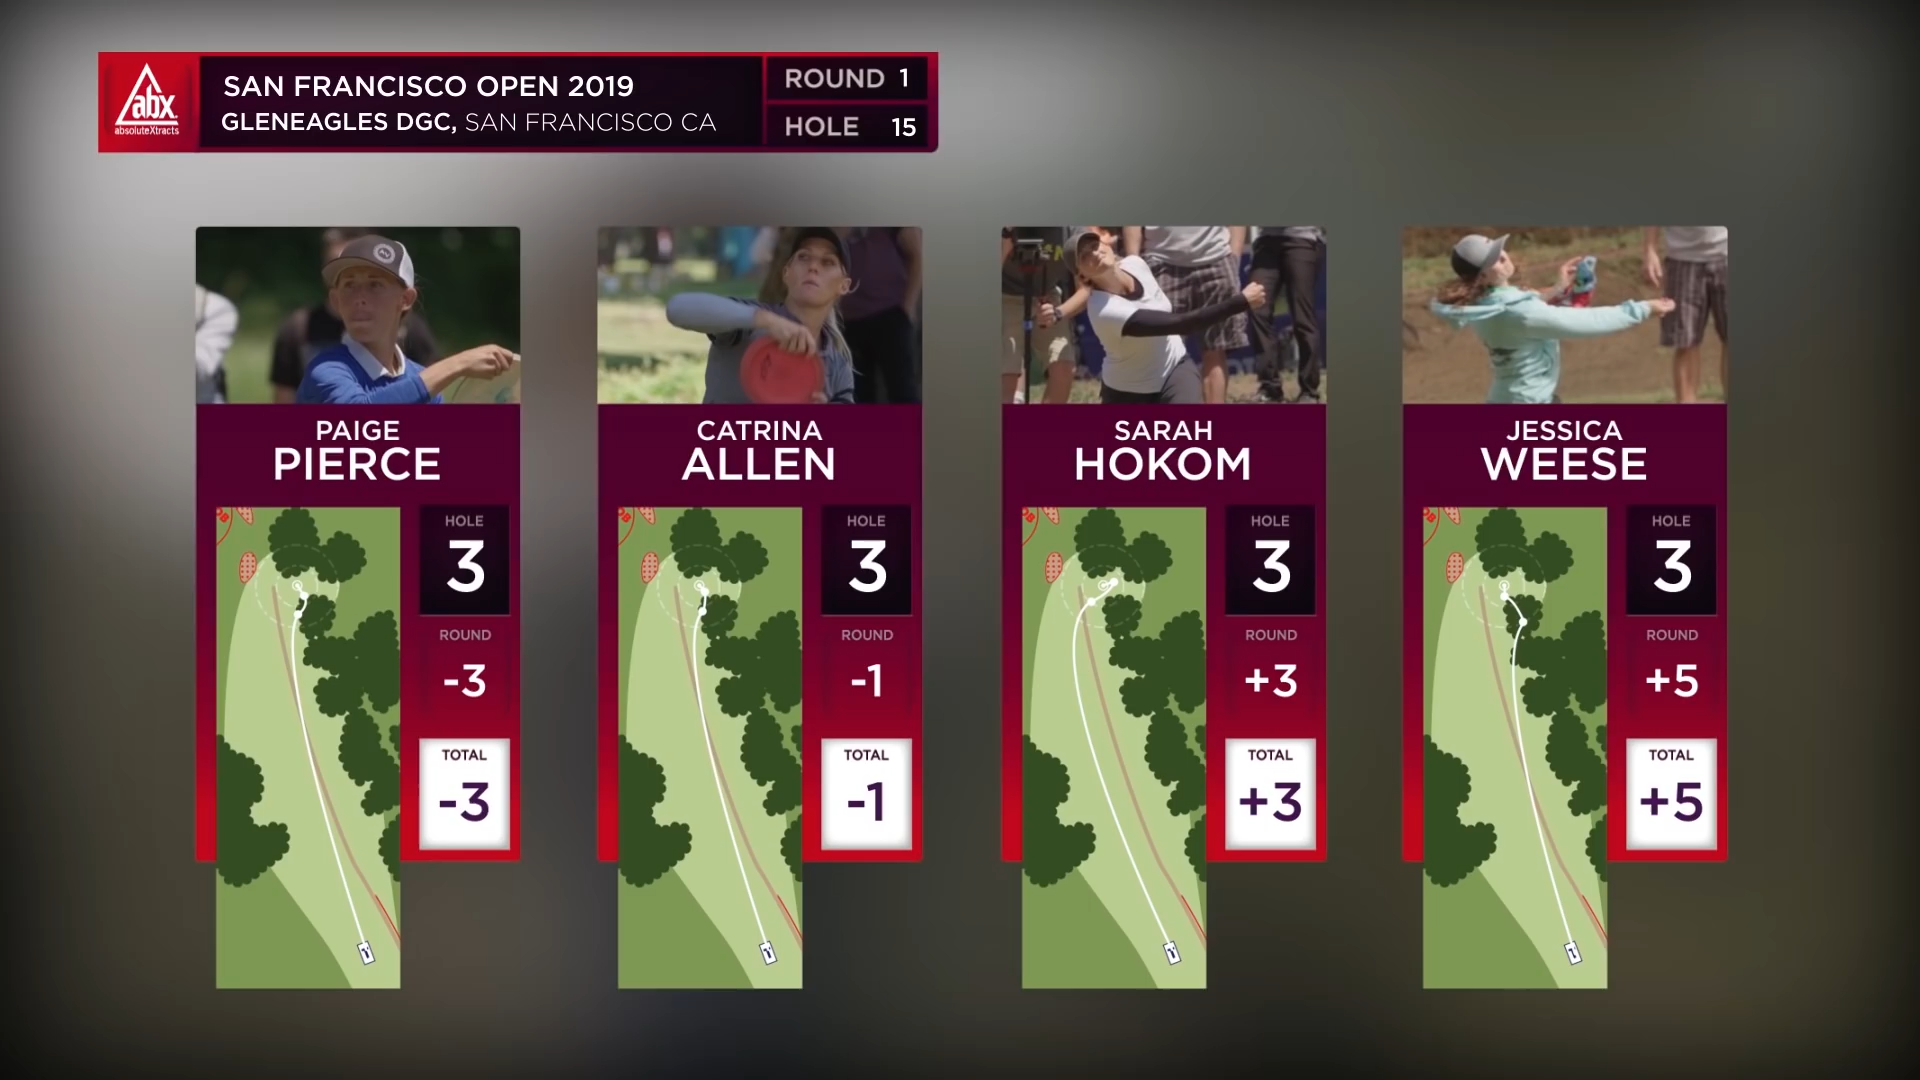 abx
absoluteXtracts
SAN FRANCISCO OPEN 2019
GLENEAGLES DGC, SAN FRANCISCO CA
ROUND 1
HOLE 15
PAIGE
PIERCE
HOLE
3
ROUND
-3
TOTAL
-3
CATRINA
ALLEN
HOLE
3
ROUND
-1
TOTAL
-1
SARAH
HOKOM
HOLE
3
ROUND
+3
TOTAL
+3
JESSICA
WEESE
HOLE
3
ROUND
+5
TOTAL
+5